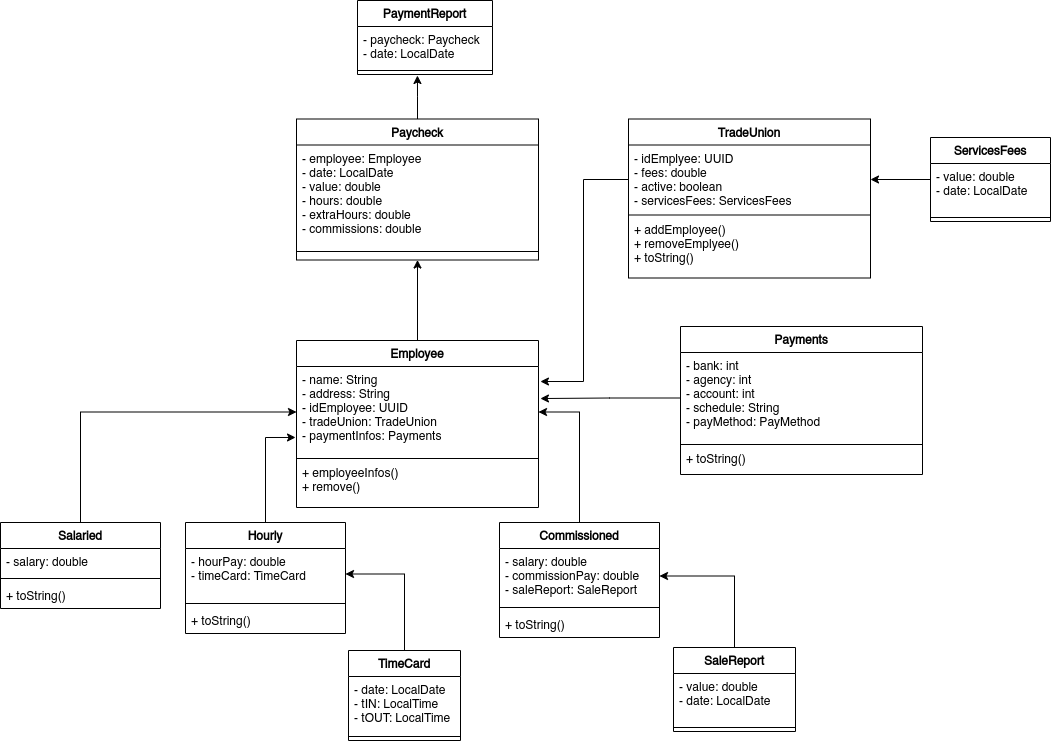 PaymentReport
- paycheck: Paycheck
- date: LocalDate
Paycheck
- employee: Employee
- date: LocalDate
- value: double
- hours: double
- extraHours: double
- commissions: double
TradeUnion
- idEmplyee: UUID
- fees: double
- active: boolean
- servicesFees: ServicesFees
+ addEmployee()
+ removeEmplyee()
+ toString()
ServicesFees
- value: double
- date: LocalDate
Employee
- name: String
- address: String
- idEmployee: UUID
- tradeUnion: TradeUnion
- paymentInfos: Payments
+ employeeInfos()
+ remove()
Payments
- bank: int
- agency: int
- account: int
- schedule: String
- payMethod: PayMethod
+ toString()
Salaried
- salary: double
+ toString()
Hourly
- hourPay: double
- timeCard: TimeCard
+ toString()
Commissioned
- salary: double
- commissionPay: double
- saleReport: SaleReport
+ toString()
TimeCard
- date: LocalDate
- tIN: LocalTime
- tOUT: LocalTime
SaleReport
- value: double
- date: LocalDate